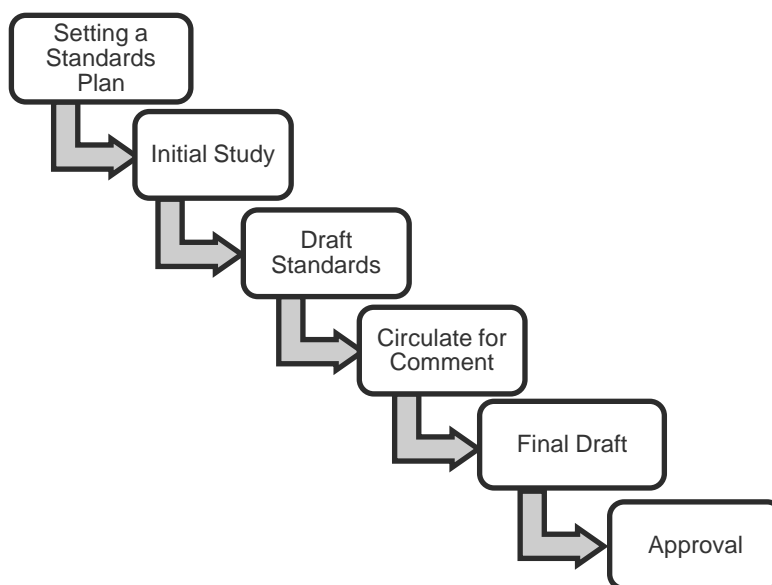 Setting a
Standards
Plan
Initial Study
Draft
Standards
Circulate for
Comment
Final Draft
Approval